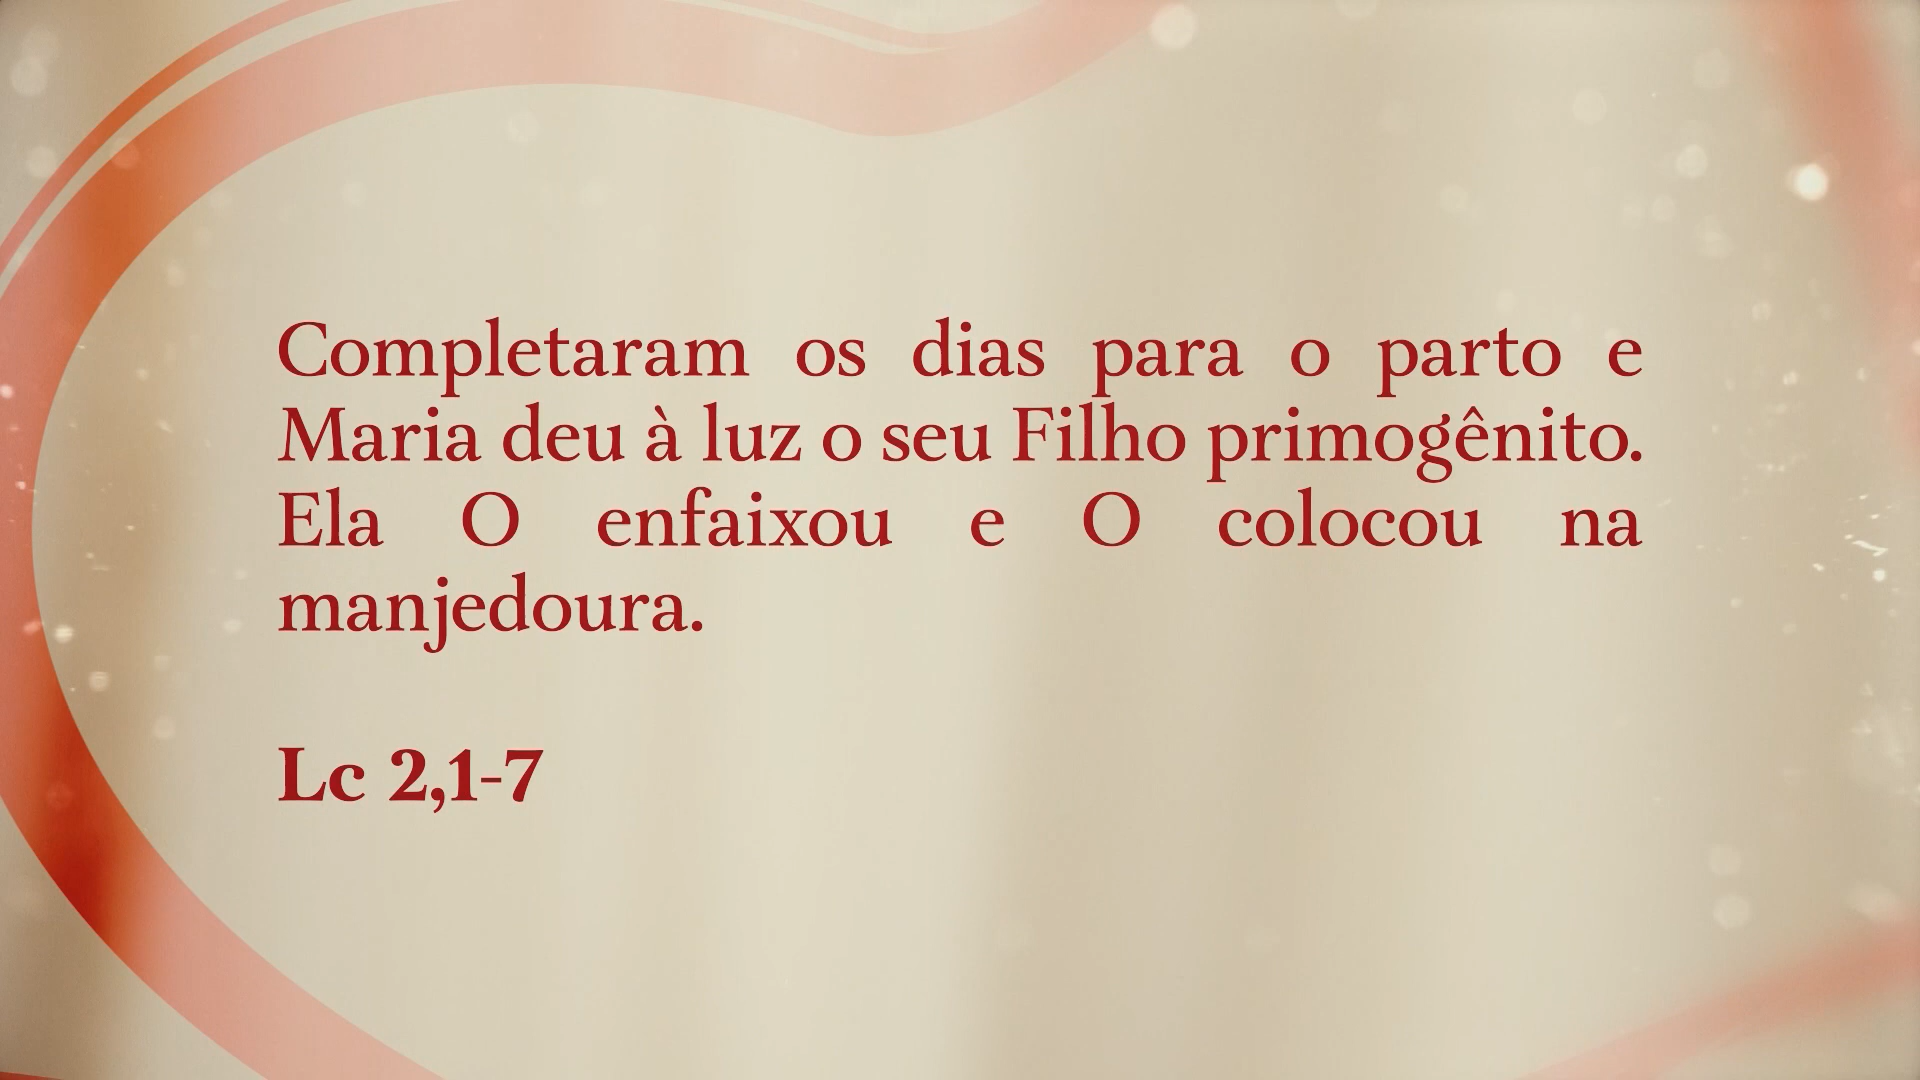 Completaram os dias para o parto e
Maria deu à luz o seu Filho primogênito.
Ela O enfaixou e O colocou na
manjedoura.
Lc 2,1-7